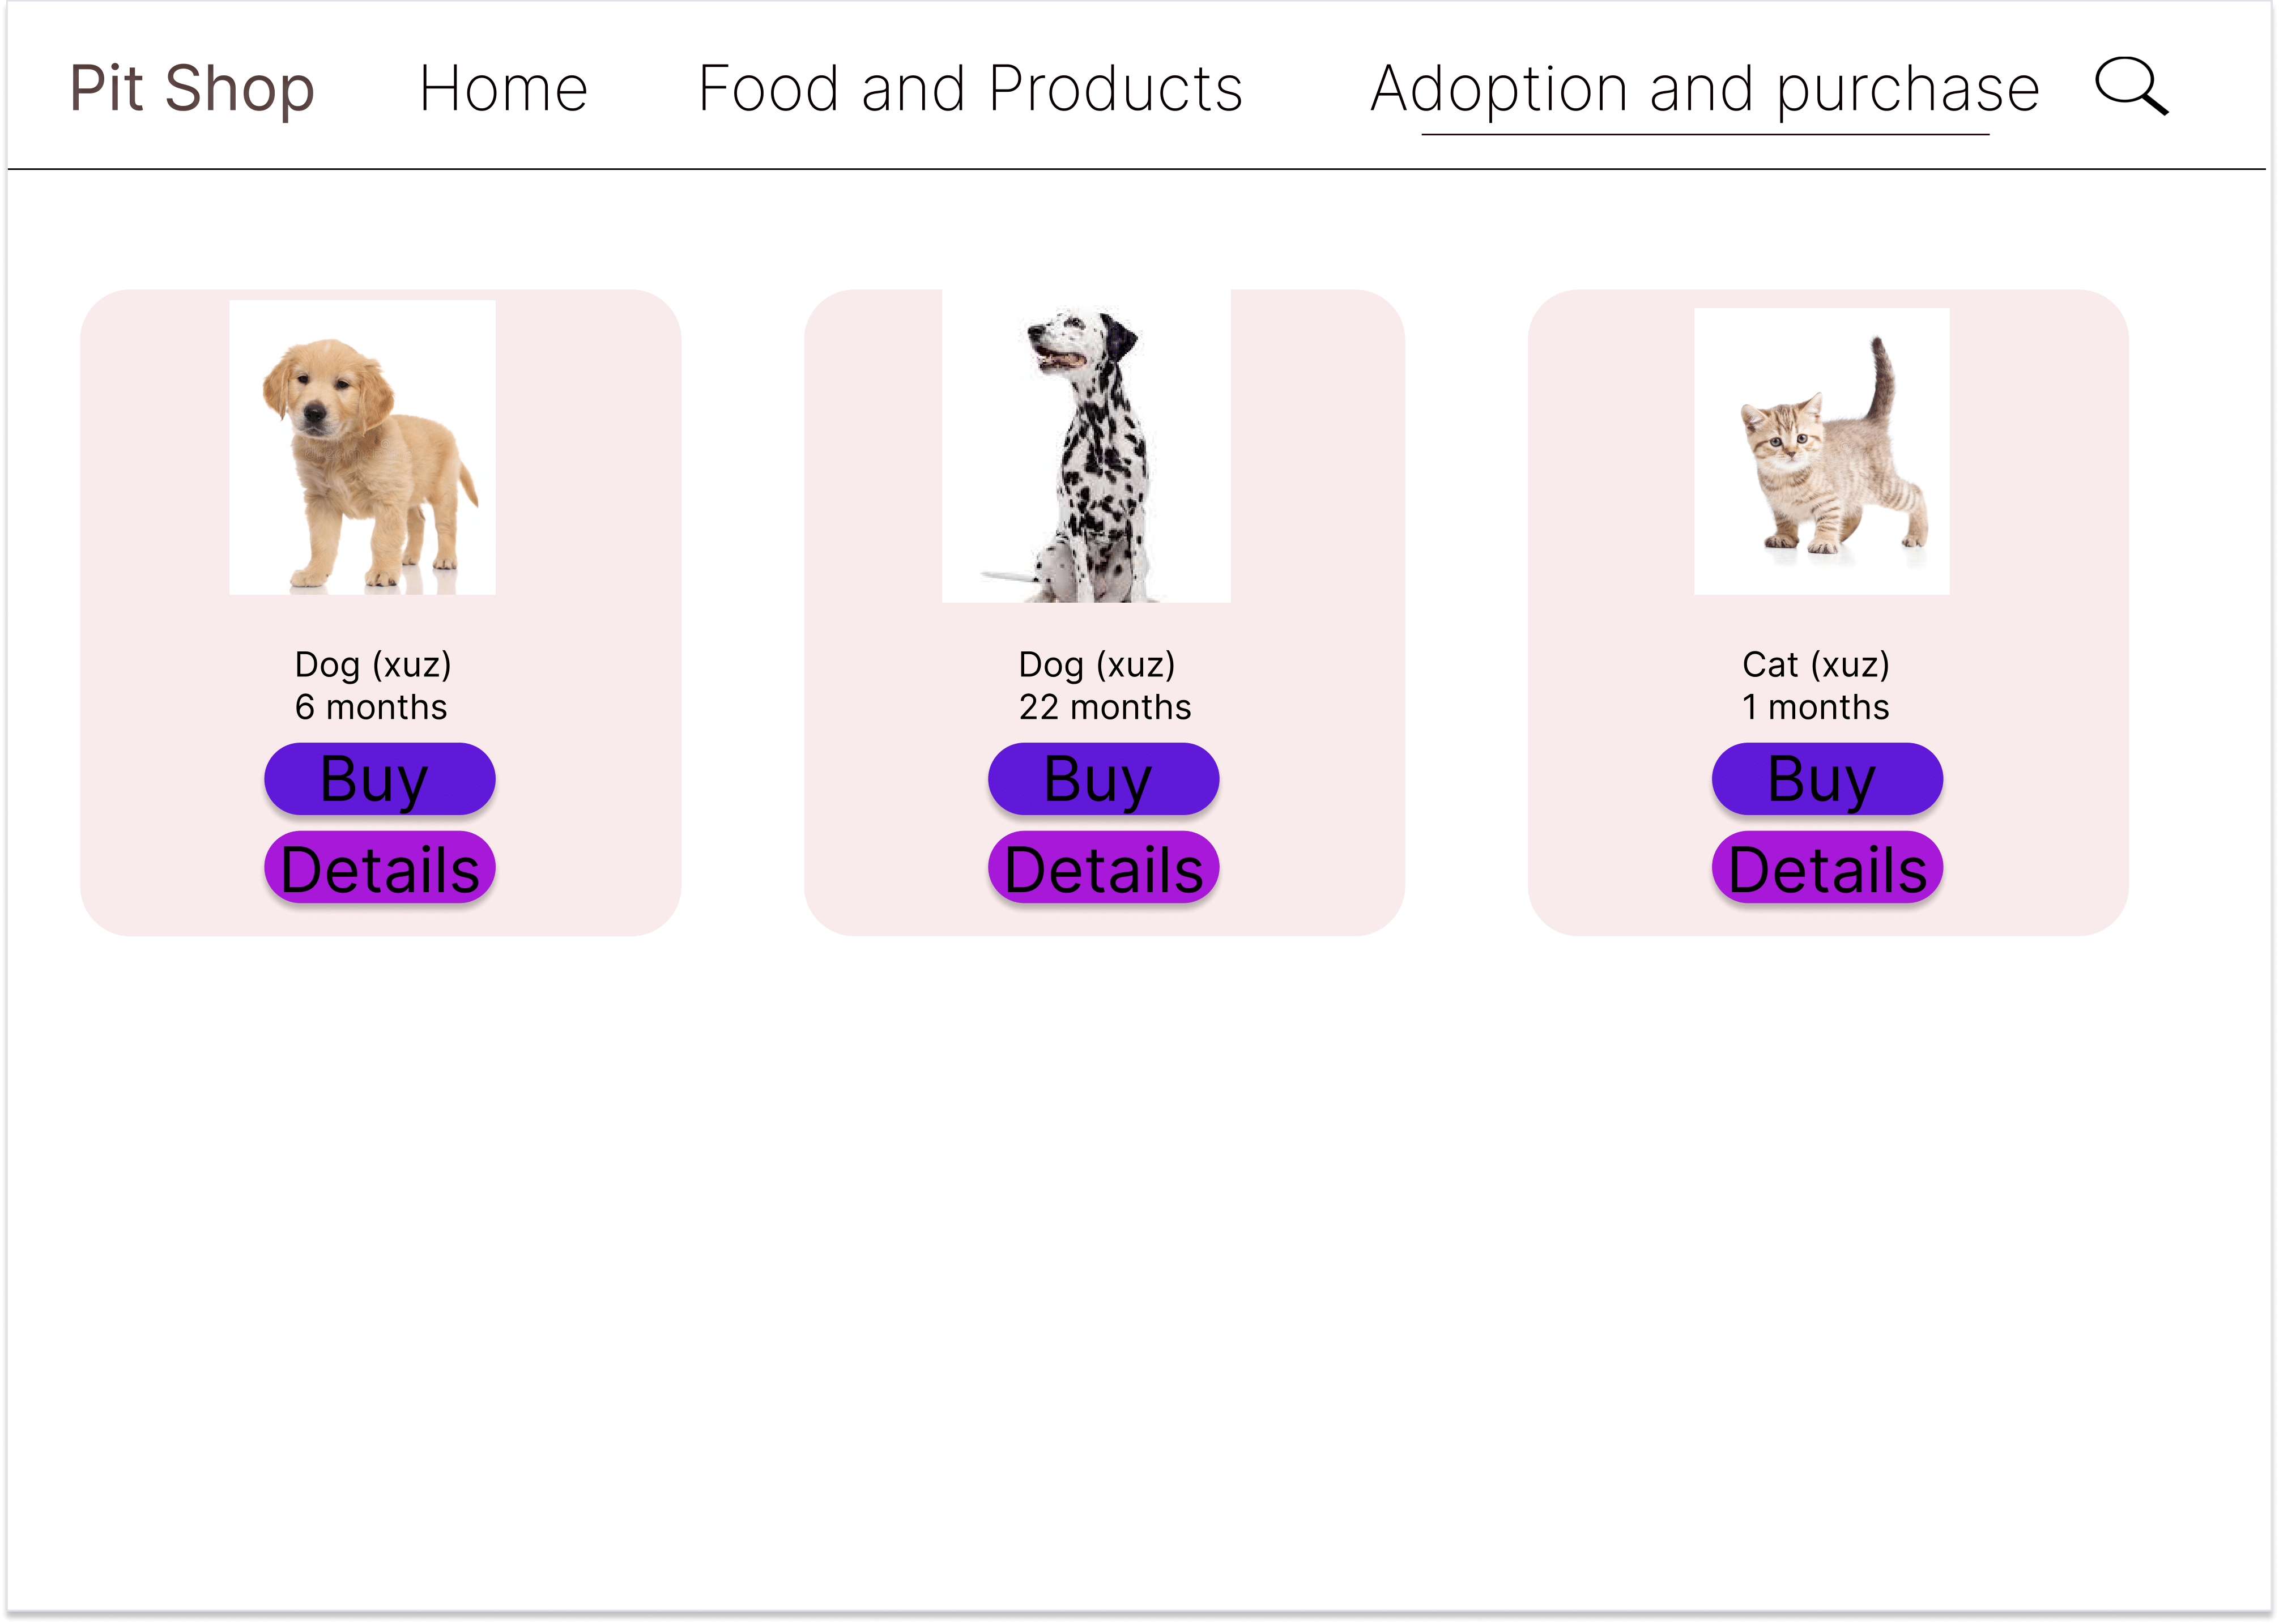 Pit Shop Home Food and Products Adoption and purchase
Dog (xuz)
6 months
Buy
Details
Dog (xuz)
22 months
Buy
Details
Cat (xuz)
1 months
Buy
Details